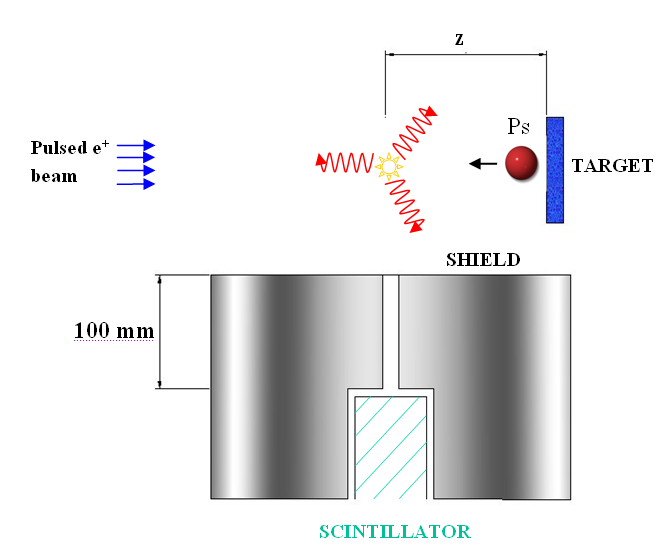 z
Ps
Pulsed e⁺
beam
TARGET
SHIELD
100 mm
SCINTILLATOR